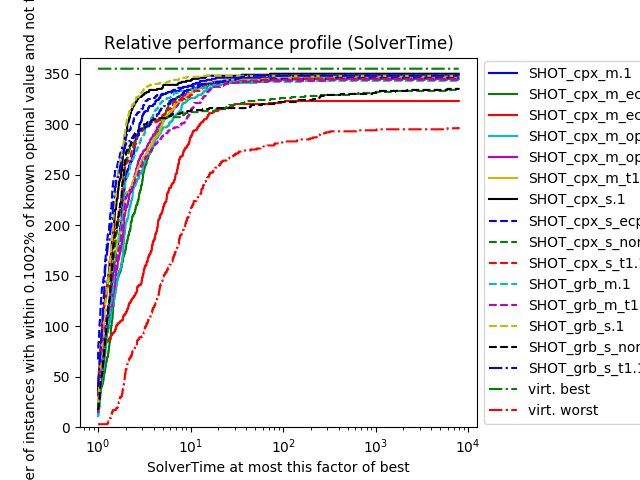 Relative performance profile (SolverTime)
er of instances with within 0.1002% of known optimal value and not
350
300
250
200
150
100
50
0
10^0
10^1
10^2
10^3
10^4
SolverTime at most this factor of best
SHOT_cpx_m.1
SHOT_cpx_m_ec
SHOT_cpx_m_ec
SHOT_cpx_m_op
SHOT_cpx_m_op
SHOT_cpx_m_t1
SHOT_cpx_s.1
SHOT_cpx_s_ecp
SHOT_cpx_s_nor
SHOT_cpx_s_t1.
SHOT_grb_m.1
SHOT_grb_m_t1
SHOT_grb_s.1
SHOT_grb_s_nor
SHOT_grb_s_t1.
virt. best
virt. worst